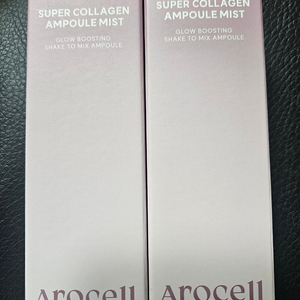 SUPER COLLAGEN
AMPOULE MIST
GLOW BOOSTING
SHAKE TO MIX AMPOULE
Arocell
SUPER COLLAGEN
AMPOULE MIST
GLOW BOOSTING
SHAKE TO MIX AMPOULE
Arocell